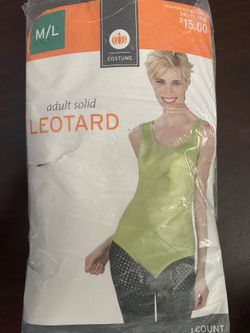 M/L
$15.00
COSTUME
adult solid
LEOTARD
1 COUNT